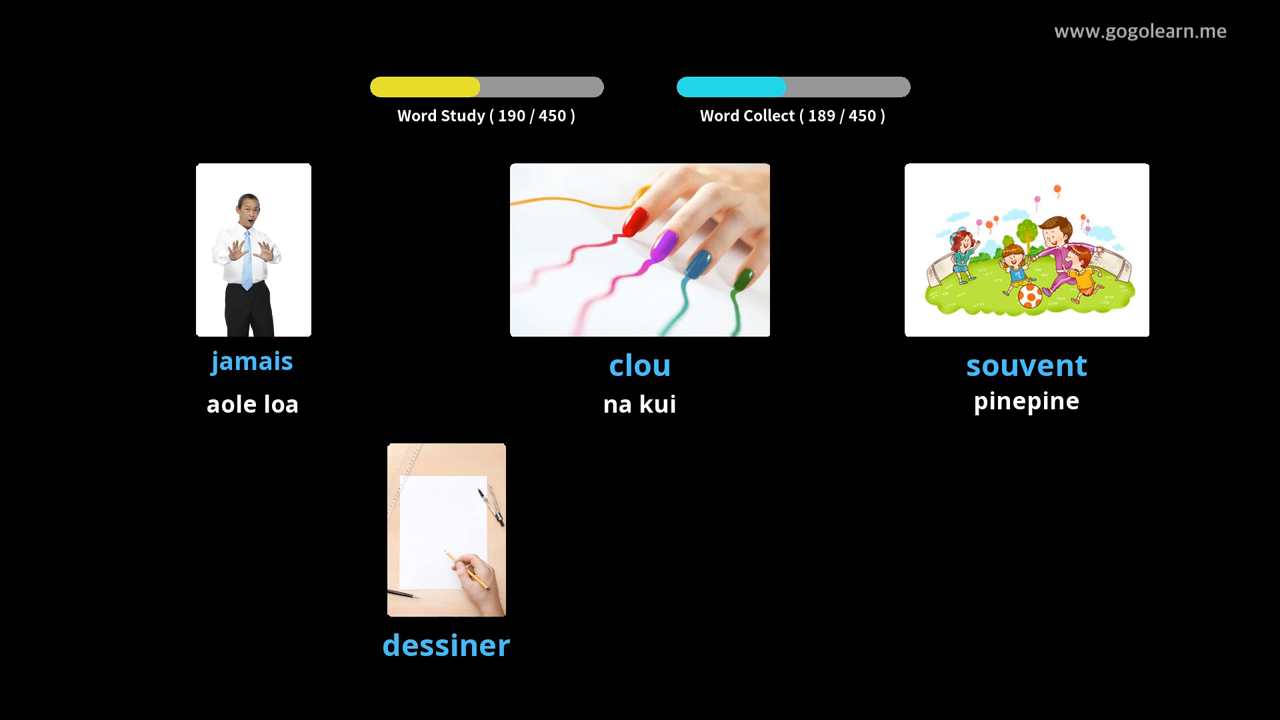 www.gogolearn.me
Word Study ( 190 / 450 )
Word Collect ( 189 / 450 )
jamais
aole loa
clou
na kui
souvent
pinepine
dessiner